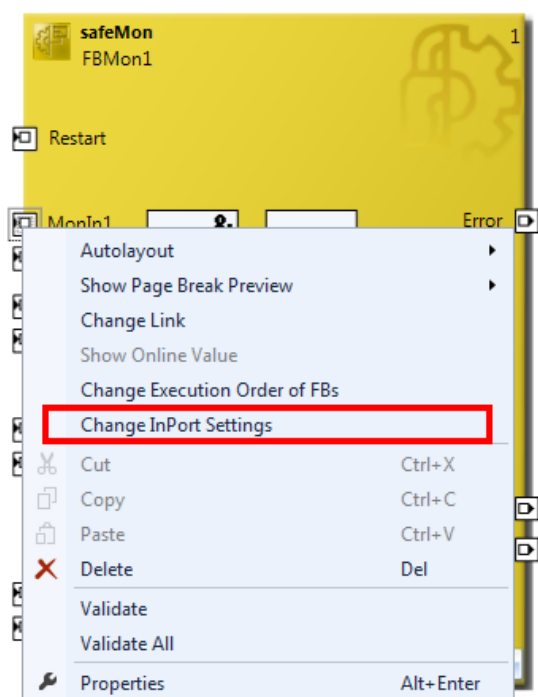 safeMon 1
FBMon1
Restart
MonIn1 & Error
Autolayout
Show Page Break Preview
Change Link
Show Online Value
Change Execution Order of FBs
Change InPort Settings
Cut Ctrl+X
Copy Ctrl+C
Paste Ctrl+V
Delete Del
Validate
Validate All
Properties Alt+Enter